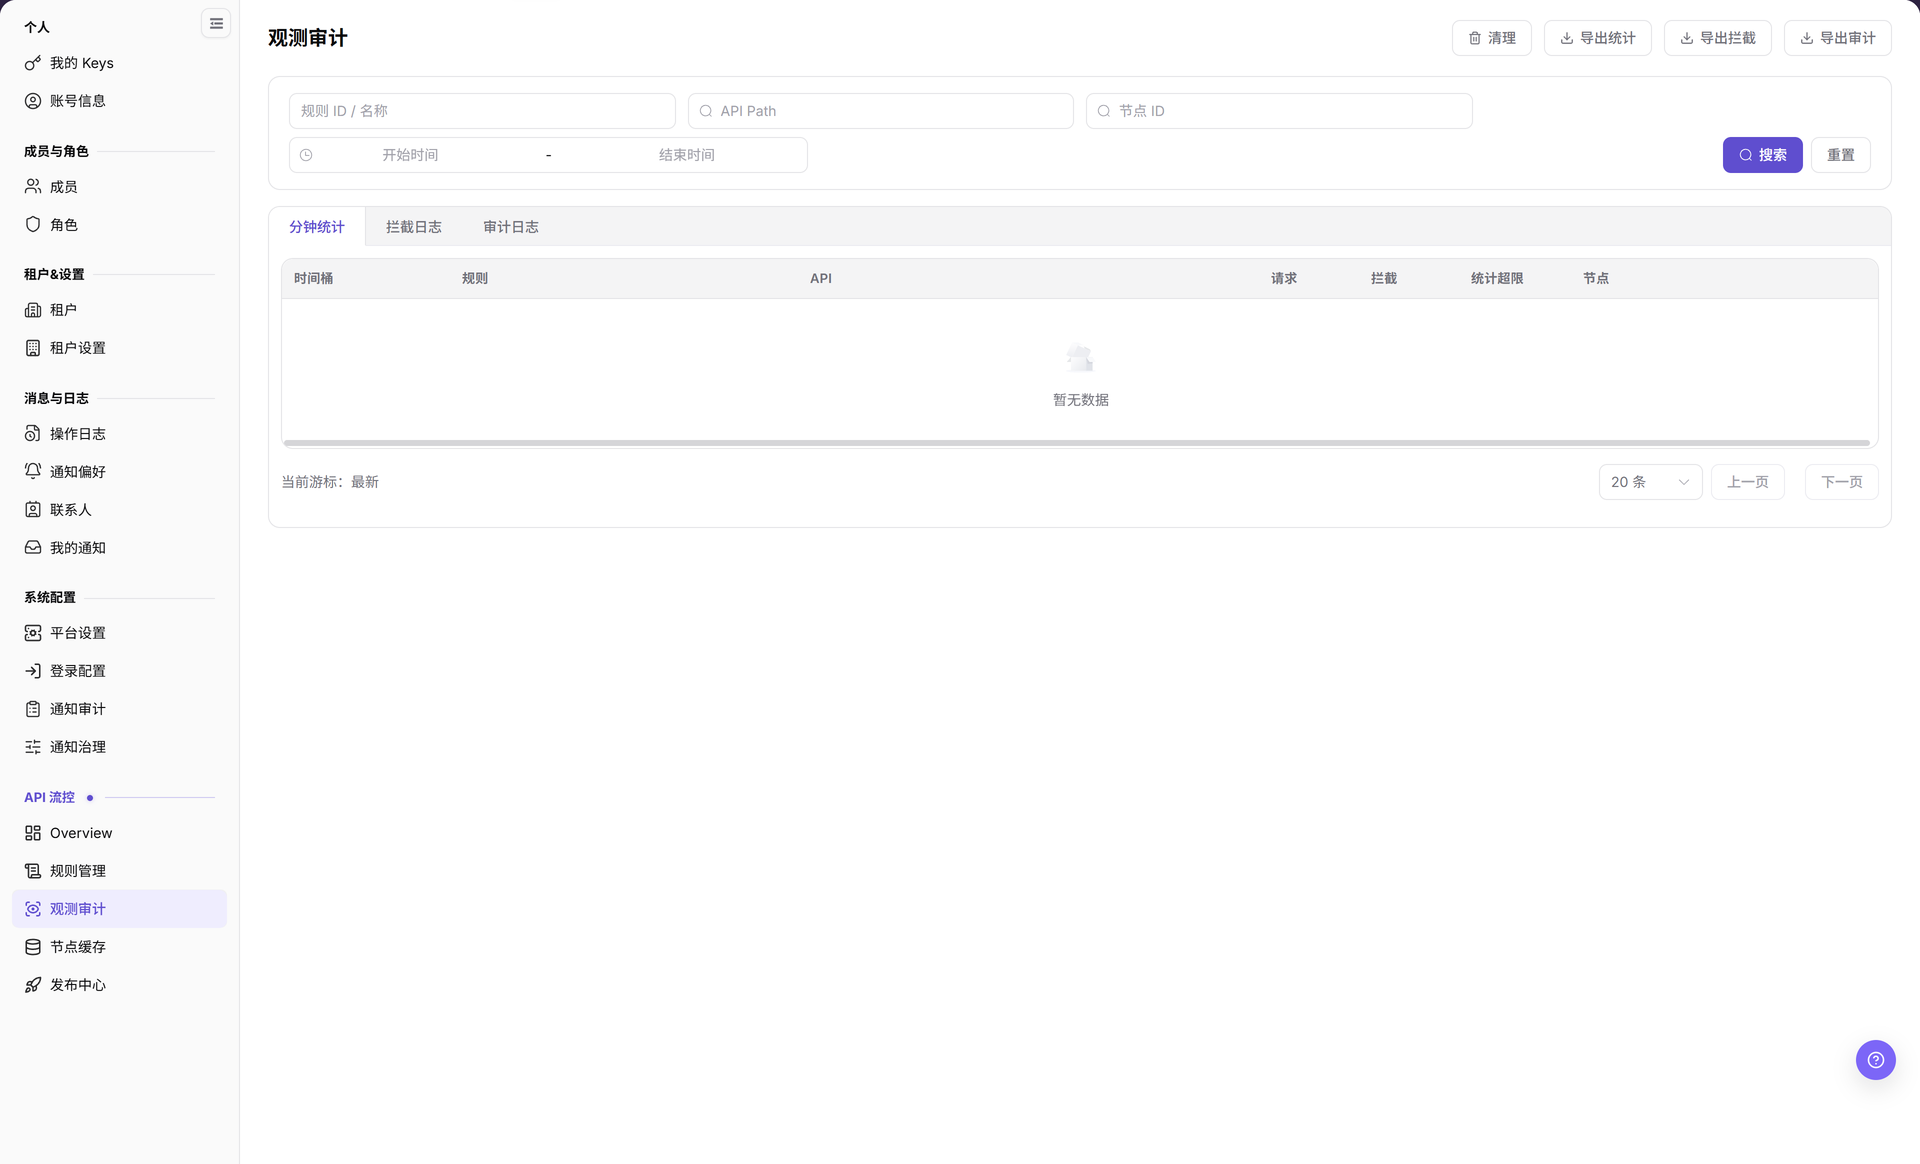 个人
我的 Keys
账号信息
成员与角色
成员
角色
租户&设置
租户
租户设置
消息与日志
操作日志
通知偏好
联系人
我的通知
系统配置
平台设置
登录配置
通知审计
通知治理
API 流控
Overview
规则管理
观测审计
节点缓存
发布中心
观测审计
清理 导出统计 导出拦截 导出审计
规则 ID / 名称 API Path 节点 ID
开始时间 - 结束时间 搜索 重置
分钟统计 拦截日志 审计日志
时间桶 规则 API 请求 拦截 统计超限 节点
暂无数据
当前游标：最新 20 条 上一页 下一页